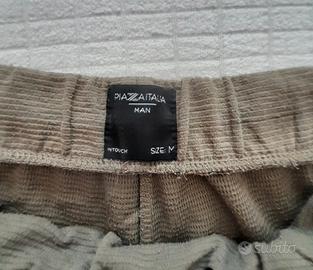 PIAZZAITALIA
MAN
INTOUCH
SIZE: M
subito